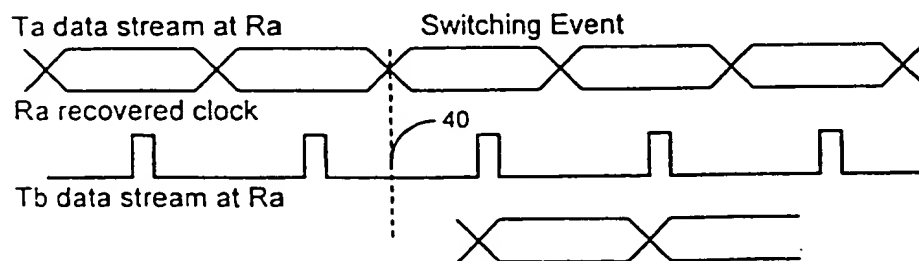 Ta data stream at Ra
Switching Event
Ra recovered clock
40
Tb data stream at Ra